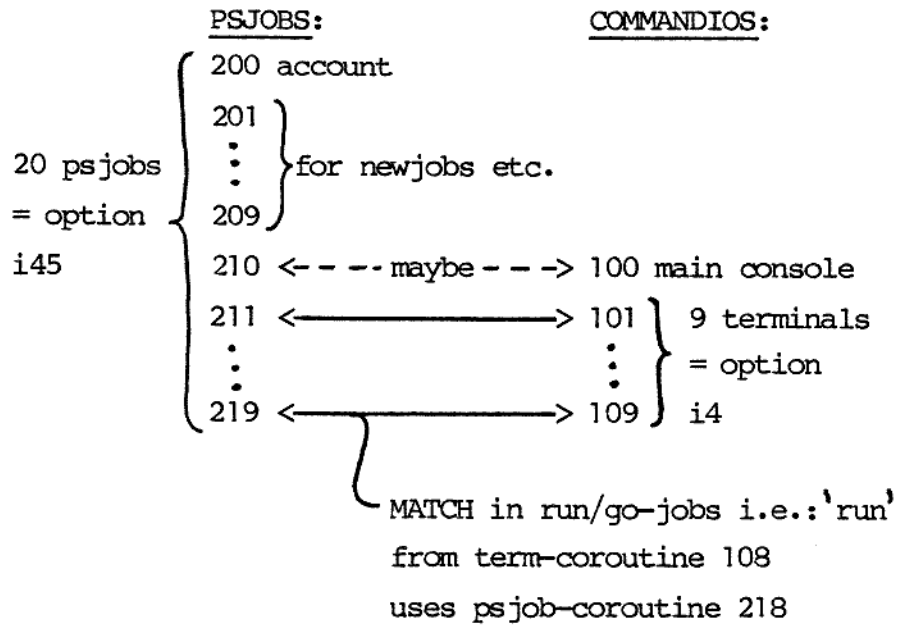 PSJOBS: COMMANDIOS:
200 account
201
20 psjobs for newjobs etc.
= option 209
i45 210 <- - - - maybe - - -> 100 main console
211 <————> 101 9 terminals
= option
219 <————> 109 i4
MATCH in run/go-jobs i.e.:'run'
from term-coroutine 108
uses psjob-coroutine 218